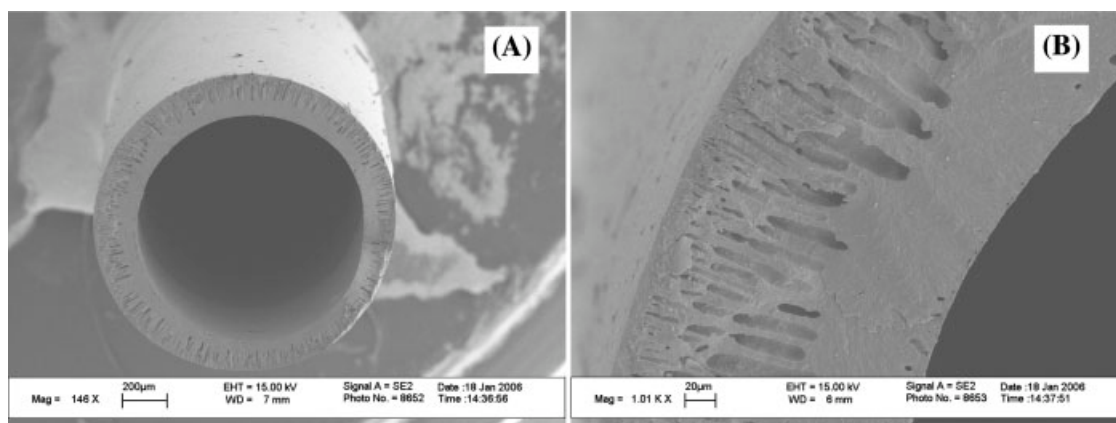 (A)
Mag = 146 X
200µm
EHT = 15.00 kV
WD = 7 mm
Signal A = SE2
Photo No. = 8652
Date :18 Jan 2006
Time :14:36:56
(B)
Mag = 1.01 K X
20µm
EHT = 15.00 kV
WD = 6 mm
Signal A = SE2
Photo No. = 8653
Date :18 Jan 2006
Time :14:37:51